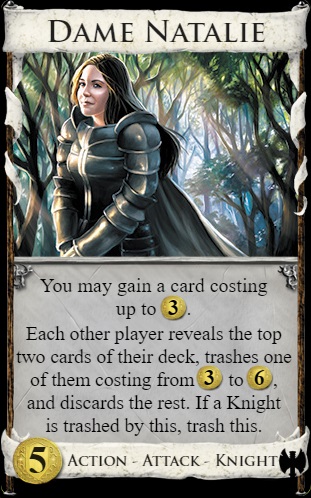 DAME NATALIE
You may gain a card costing
up to 3.
Each other player reveals the top
two cards of their deck, trashes one
of them costing from 3 to 6,
and discards the rest. If a Knight
is trashed by this, trash this.
5 ACTION - ATTACK - KNIGHT